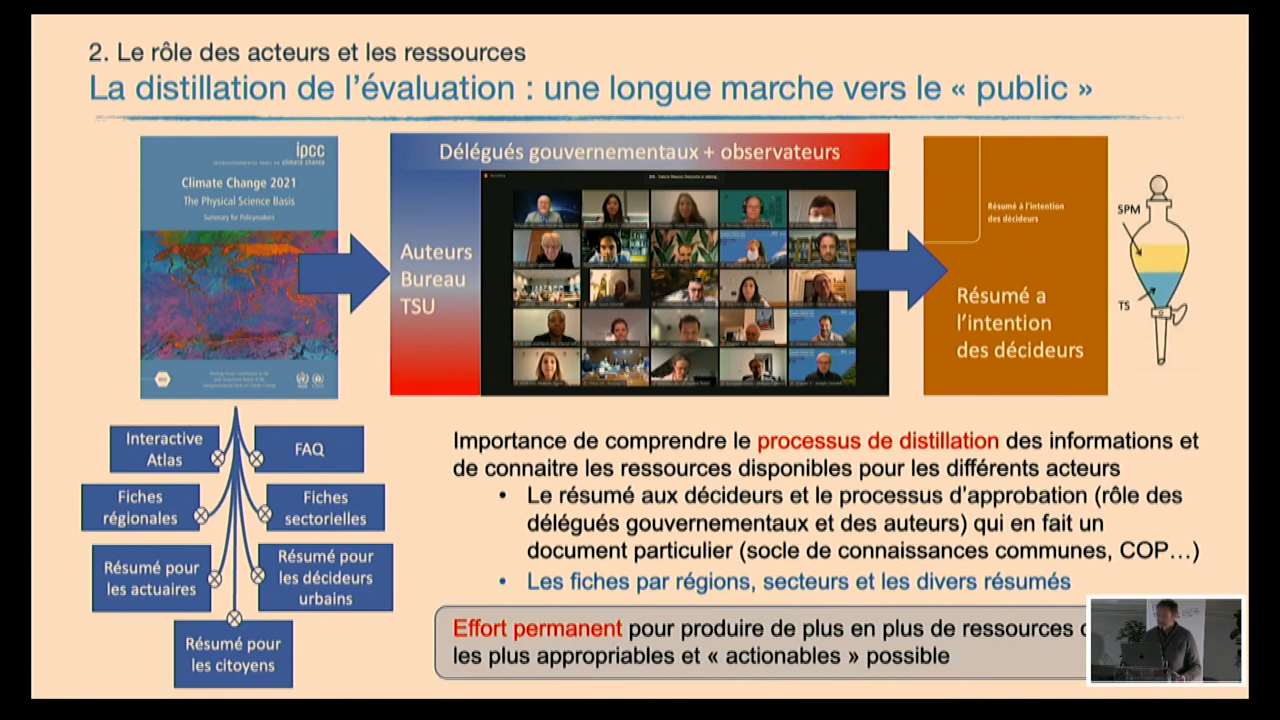 2. Le rôle des acteurs et les ressources
La distillation de l'évaluation : une longue marche vers le « public »
ipcc
INTERGOVERNMENTAL PANEL ON climate change
Climate Change 2021
The Physical Science Basis
Summary for Policymakers
Délégués gouvernementaux + observateurs
Auteurs
Bureau
TSU
Résumé à l'intention
des décideurs
Résumé a
l'intention
des décideurs
SPM
TS
Interactive
Atlas
FAQ
Fiches
régionales
Fiches
sectorielles
Résumé pour
les actuaires
Résumé pour
les décideurs
urbains
Résumé pour
les citoyens
Importance de comprendre le processus de distillation des informations et
de connaitre les ressources disponibles pour les différents acteurs
• Le résumé aux décideurs et le processus d'approbation (rôle des
délégués gouvernementaux et des auteurs) qui en fait un
document particulier (socle de connaissances communes, COP…)
• Les fiches par régions, secteurs et les divers résumés
Effort permanent pour produire de plus en plus de ressources
les plus appropriables et « actionables » possible